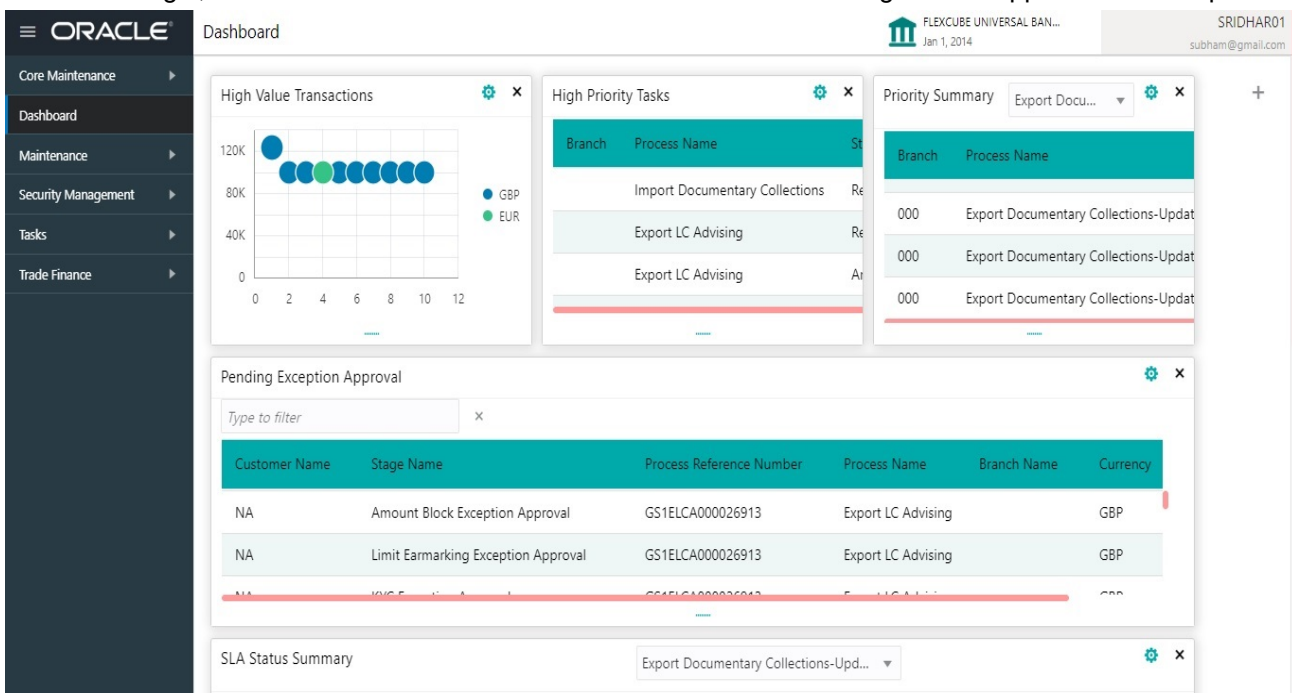 ORACLE
Dashboard
FLEXCUBE UNIVERSAL BAN...
Jan 1, 2014
SRIDHAR01
subham@gmail.com
Core Maintenance
Dashboard
Maintenance
Security Management
Tasks
Trade Finance
High Value Transactions
120K
80K
40K
0
0 2 4 6 8 10 12
GBP
EUR
High Priority Tasks
Branch Process Name St
Import Documentary Collections Re
Export LC Advising Re
Export LC Advising Ar
Priority Summary Export Docu...
Branch Process Name
000 Export Documentary Collections-Updat
000 Export Documentary Collections-Updat
000 Export Documentary Collections-Updat
Pending Exception Approval
Type to filter
Customer Name Stage Name Process Reference Number Process Name Branch Name Currency
NA Amount Block Exception Approval GS1ELCA000026913 Export LC Advising GBP
NA Limit Earmarking Exception Approval GS1ELCA000026913 Export LC Advising GBP
SLA Status Summary Export Documentary Collections-Upd...